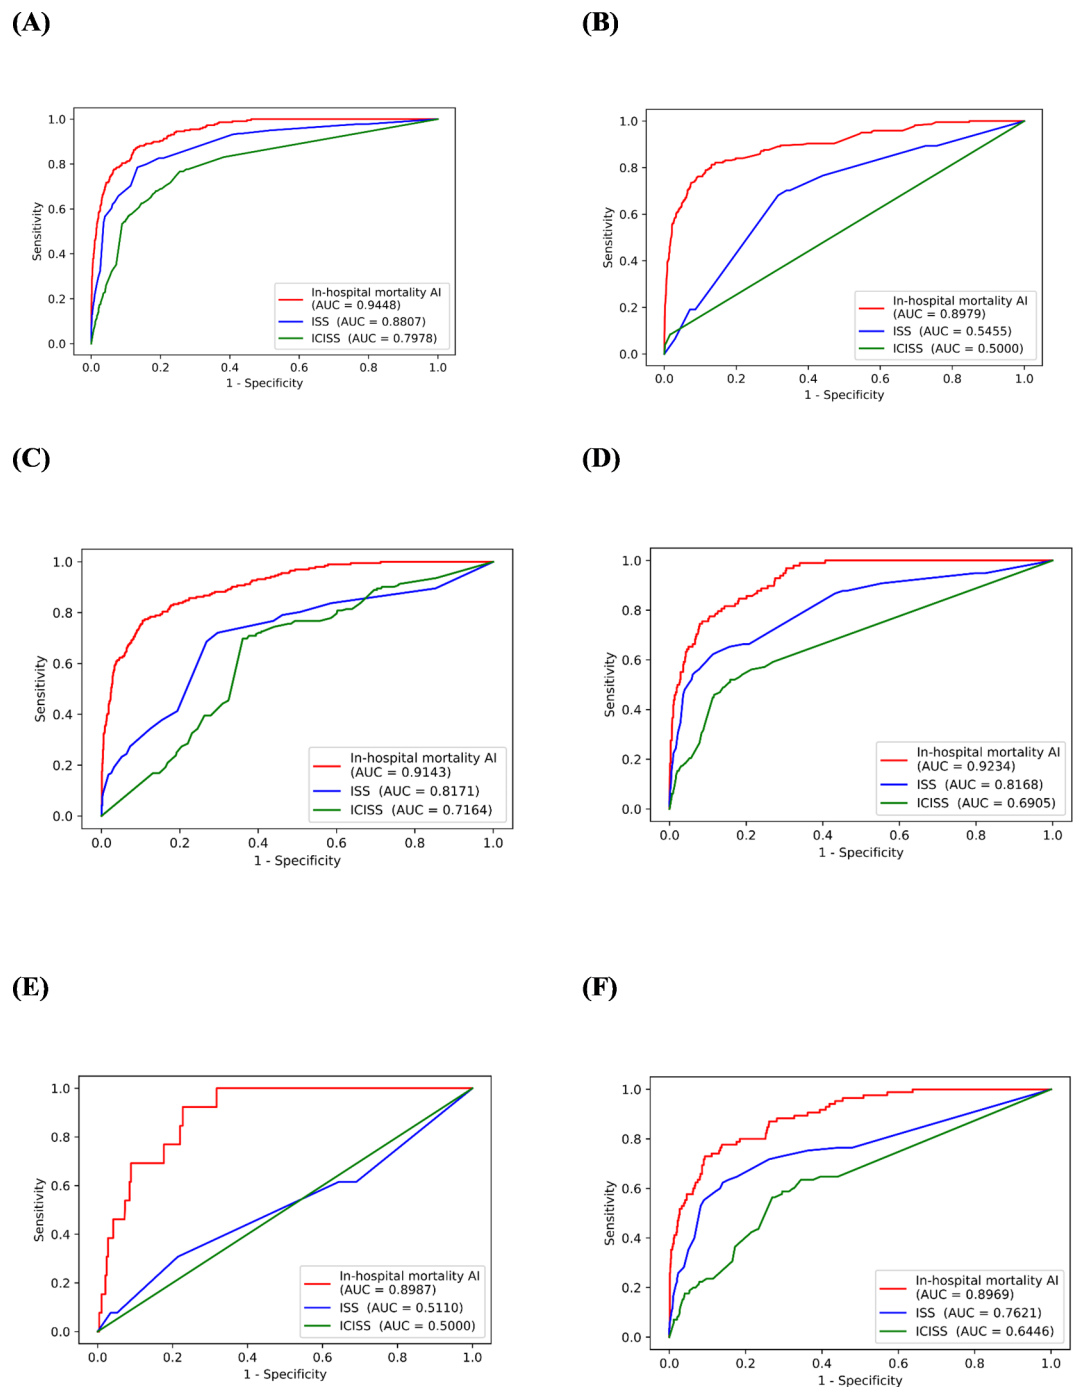 (A)
1.0
0.8
0.6
0.4
0.2
0.0
Sensitivity
In-hospital mortality AI
(AUC = 0.9448)
ISS (AUC = 0.8807)
ICISS (AUC = 0.7978)
0.0 0.2 0.4 0.6 0.8 1.0
1 - Specificity
(B)
1.0
0.8
0.6
0.4
0.2
0.0
Sensitivity
In-hospital mortality AI
(AUC = 0.8979)
ISS (AUC = 0.5455)
ICISS (AUC = 0.5000)
0.0 0.2 0.4 0.6 0.8 1.0
1 - Specificity
(C)
1.0
0.8
0.6
0.4
0.2
0.0
Sensitivity
In-hospital mortality AI
(AUC = 0.9143)
ISS (AUC = 0.8171)
ICISS (AUC = 0.7164)
0.0 0.2 0.4 0.6 0.8 1.0
1 - Specificity
(D)
1.0
0.8
0.6
0.4
0.2
0.0
Sensitivity
In-hospital mortality AI
(AUC = 0.9234)
ISS (AUC = 0.8168)
ICISS (AUC = 0.6905)
0.0 0.2 0.4 0.6 0.8 1.0
1 - Specificity
(E)
1.0
0.8
0.6
0.4
0.2
0.0
Sensitivity
In-hospital mortality AI
(AUC = 0.8987)
ISS (AUC = 0.5110)
ICISS (AUC = 0.5000)
0.0 0.2 0.4 0.6 0.8 1.0
1 - Specificity
(F)
1.0
0.8
0.6
0.4
0.2
0.0
Sensitivity
In-hospital mortality AI
(AUC = 0.8969)
ISS (AUC = 0.7621)
ICISS (AUC = 0.6446)
0.0 0.2 0.4 0.6 0.8 1.0
1 - Specificity